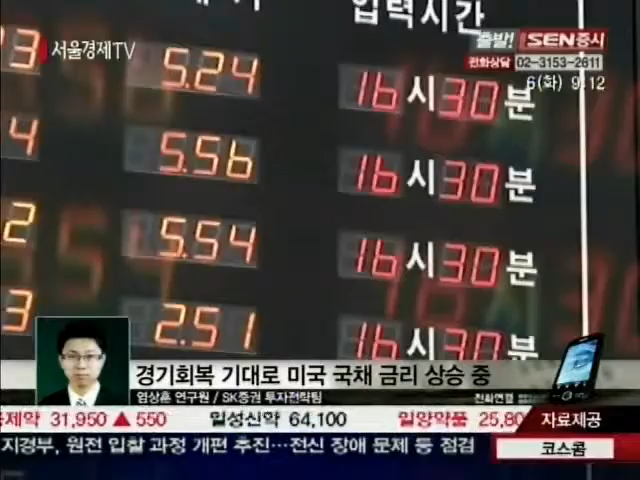 입력시간
서울경제TV
출발! SEN증시
전화상담 02-3153-2611
6(화) 9:12
3 5.24 16시30분
4 5.56 16시30분
2 5.54 16시30분
3 2.51 16시30분
경기회복 기대로 미국 국채 금리 상승 중
염상훈 연구원 / SK증권 투자전략팀
전화연결
제약 31,950 ▲ 550 일성신약 64,100 일양약품 25,80
자료제공
지경부, 원전 입찰 과정 개편 추진…전신 장애 문제 등 점검
코스콤